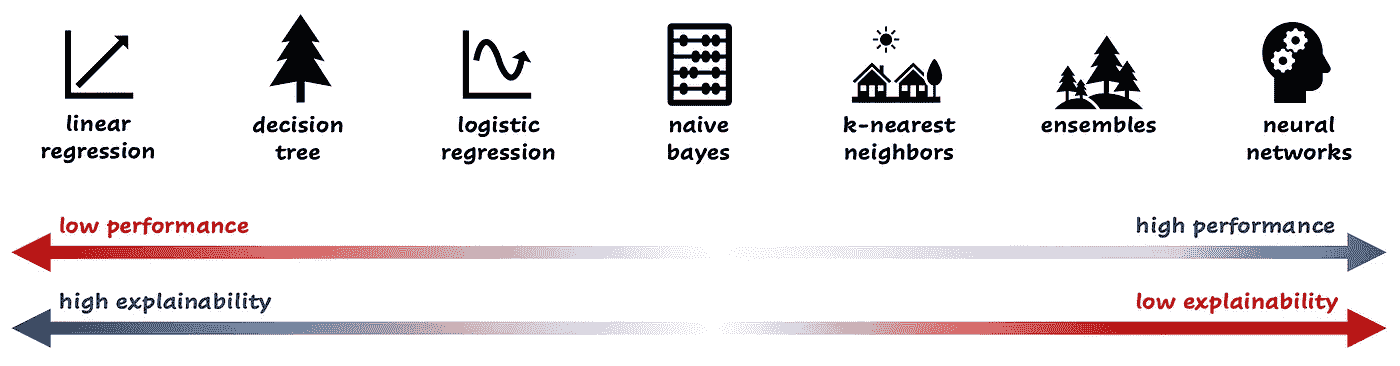 linear
regression
decision
tree
logistic
regression
naive
bayes
k-nearest
neighbors
ensembles
neural
networks
low performance
high performance
high explainability
low explainability